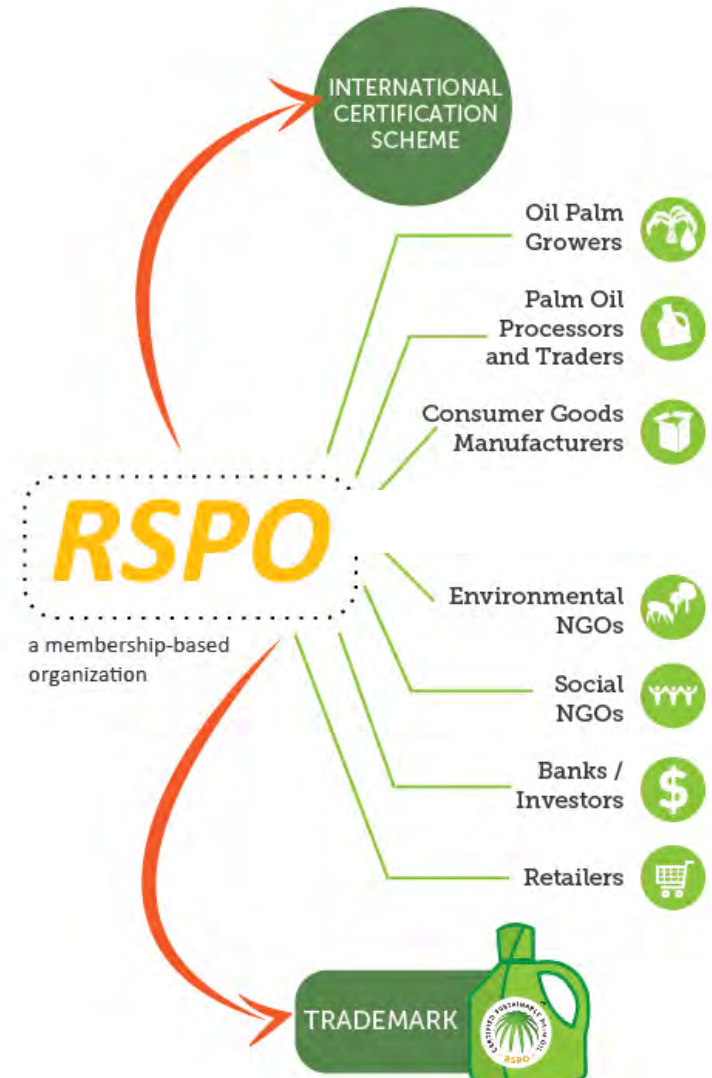 INTERNATIONAL
CERTIFICATION
SCHEME
Oil Palm
Growers
Palm Oil
Processors
and Traders
Consumer Goods
Manufacturers
RSPO
a membership-based
organization
Environmental
NGOs
Social
NGOs
$
Banks /
Investors
Retailers
TRADEMARK
CERTIFIED SUSTAINABLE PALM OIL
RSPO